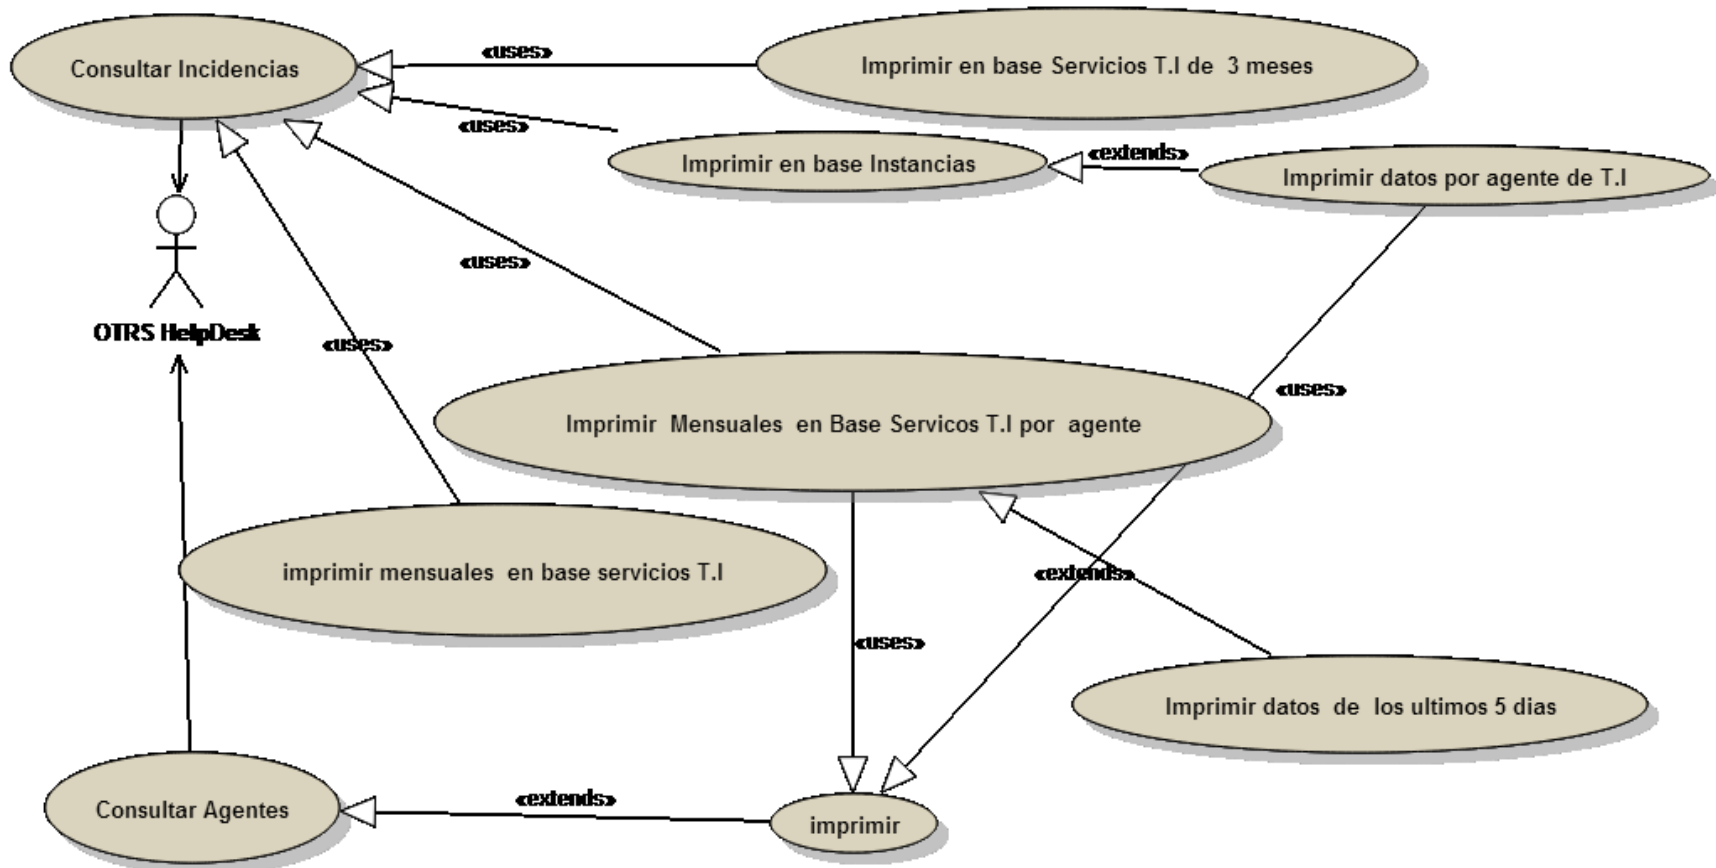 Consultar Incidencias
«uses»
Imprimir en base Servicios T.I de 3 meses
«uses»
Imprimir en base Instancias
«extends»
Imprimir datos por agente de T.I
«uses»
OTRS HelpDesk
«uses»
«uses»
Imprimir Mensuales en Base Servicos T.I por agente
imprimir mensuales en base servicios T.I
«extends»
«uses»
Imprimir datos de los ultimos 5 dias
Consultar Agentes
«extends»
imprimir